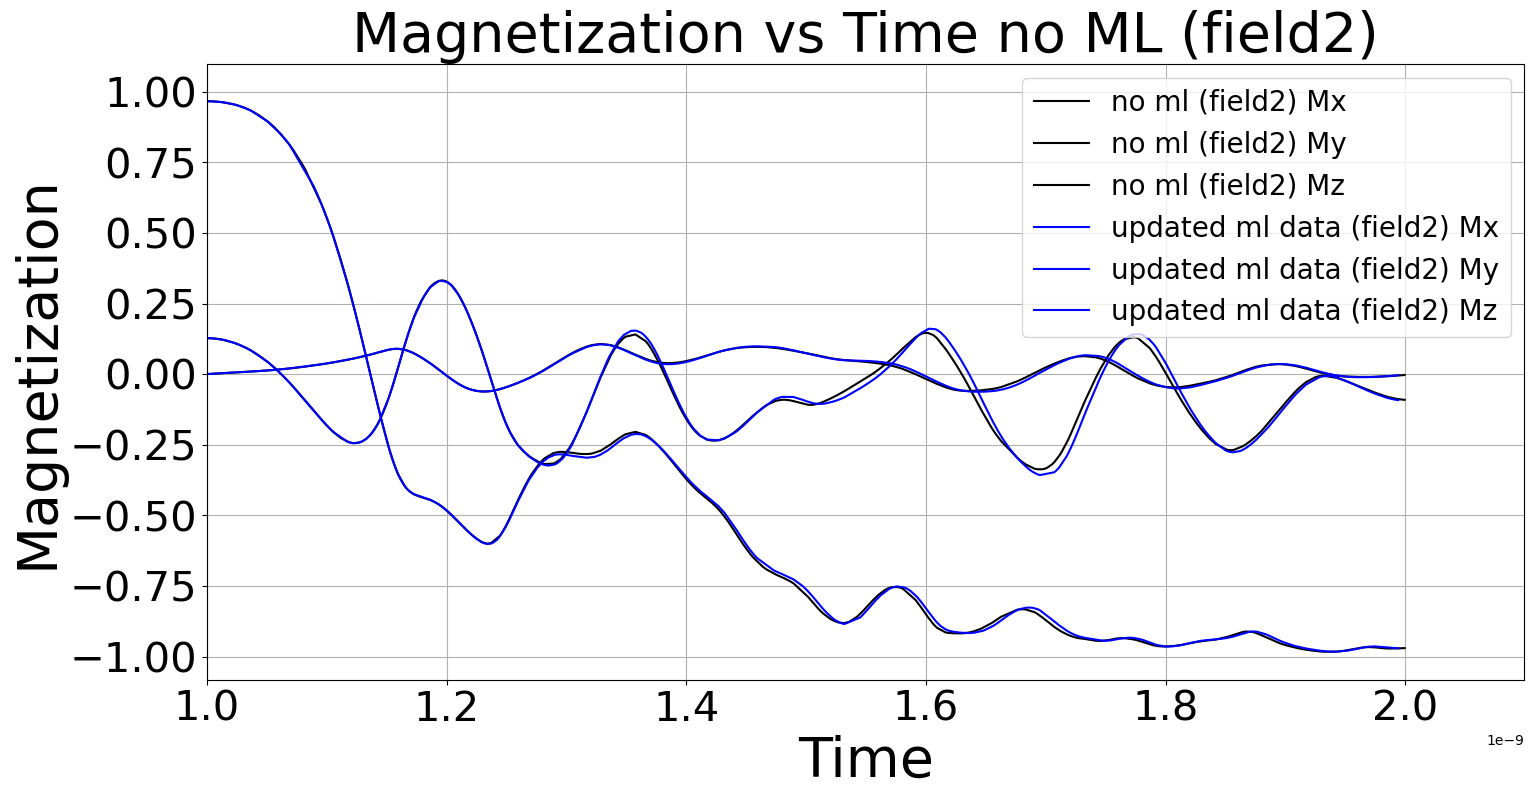 Magnetization vs Time no ML (field2)
Magnetization
1.00
0.75
0.50
0.25
0.00
−0.25
−0.50
−0.75
−1.00
no ml (field2) Mx
no ml (field2) My
no ml (field2) Mz
updated ml data (field2) Mx
updated ml data (field2) My
updated ml data (field2) Mz
1.0 1.2 1.4 1.6 1.8 2.0
1e−9
Time